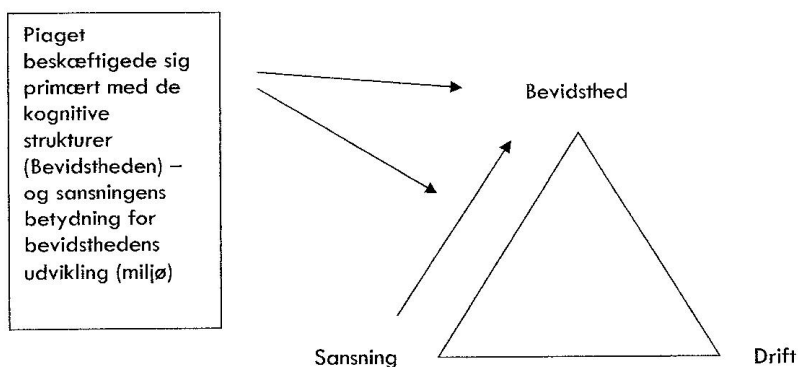 Piaget
beskæftigede sig
primært med de
kognitive
strukturer
(Bevidstheden) –
og sansningens
betydning for
bevidsthedens
udvikling (miljø)
Bevidsthed
Sansning
Drift